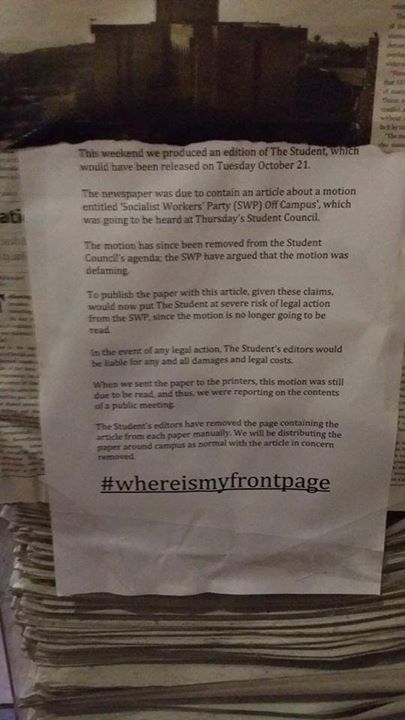 This weekend we produced an edition of The Student, which
would have been released on Tuesday October 21.
The newspaper was due to contain an article about a motion
entitled 'Socialist Workers' Party (SWP) Off Campus', which
was going to be heard at Thursday's Student Council.
The motion has since been removed from the Student
Council's agenda; the SWP have argued that the motion was
defaming.
To publish the paper with this article, given these claims,
would now put The Student at severe risk of legal action
from the SWP, since the motion is no longer going to be
read.
In the event of any legal action, The Student's editors would
be liable for any and all damages and legal costs.
When we sent the paper to the printers, this motion was still
due to be read, and thus, we were reporting on the contents
of a public meeting.
The Student's editors have removed the page containing the
article from each paper manually. We will be distributing the
paper around campus as normal with the article in concern
removed.
#whereismyfrontpage